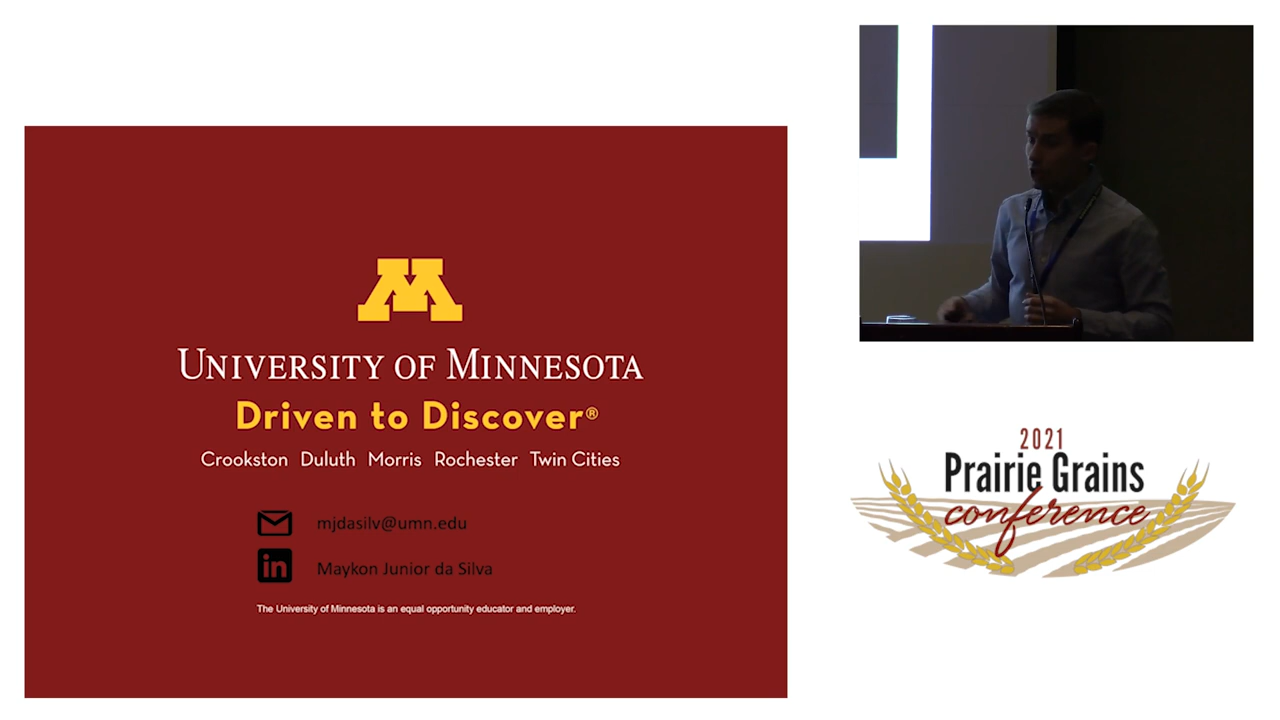 M
UNIVERSITY OF MINNESOTA
Driven to Discover®
Crookston Duluth Morris Rochester Twin Cities
mjdasilv@umn.edu
in
Maykon Junior da Silva
The University of Minnesota is an equal opportunity educator and employer.
2021
Prairie Grains
conference